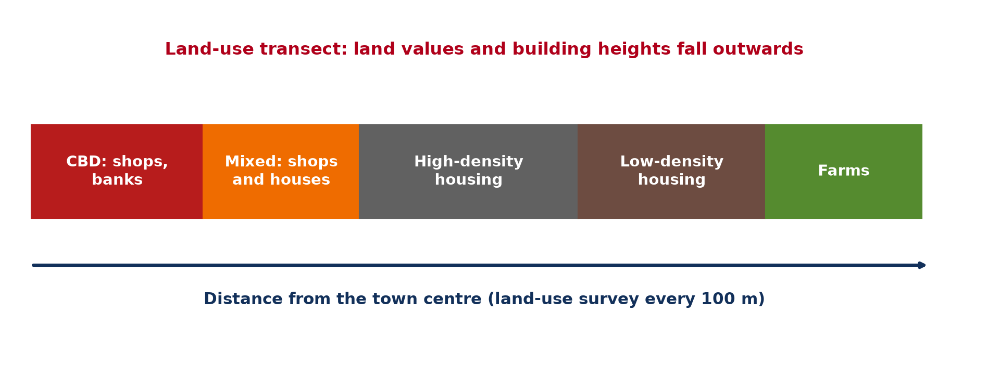 Land-use transect: land values and building heights fall outwards
CBD: shops,
banks
Mixed: shops
and houses
High-density
housing
Low-density
housing
Farms
Distance from the town centre (land-use survey every 100 m)